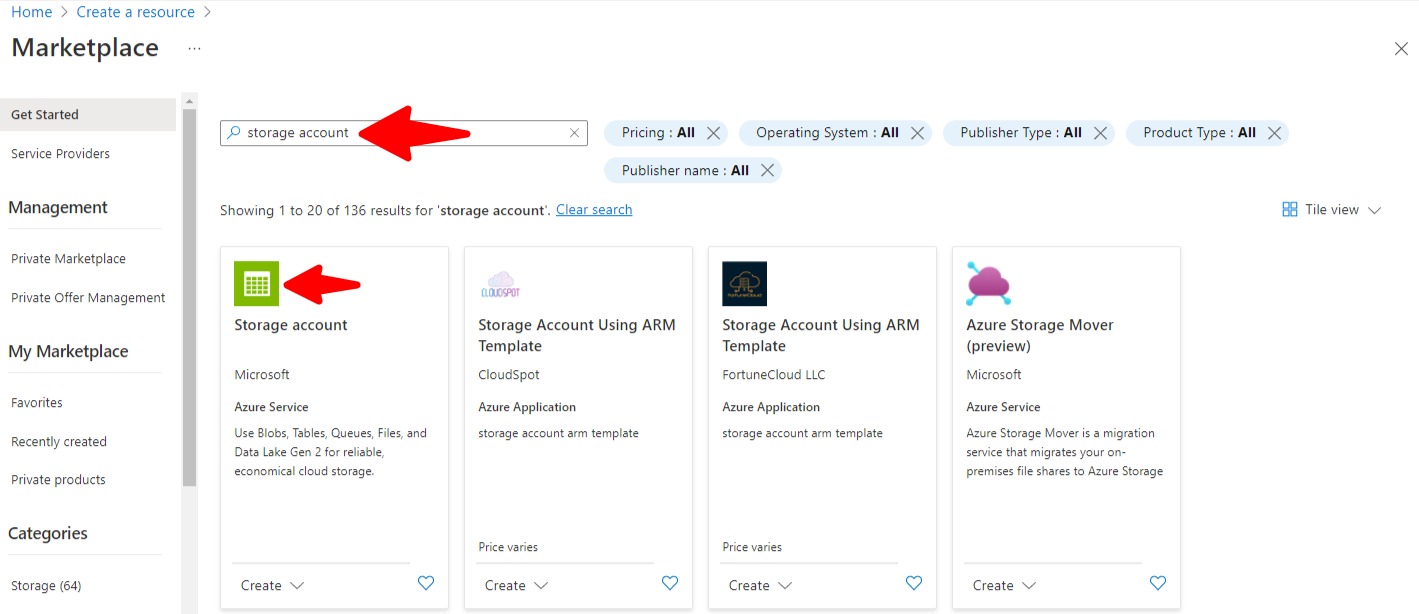 Home > Create a resource >
Marketplace ...
Get Started
Service Providers
Management
Private Marketplace
Private Offer Management
My Marketplace
Favorites
Recently created
Private products
Categories
Storage (64)
storage account
Pricing : All
Operating System : All
Publisher Type : All
Product Type : All
Publisher name : All
Showing 1 to 20 of 136 results for 'storage account'. Clear search
Tile view
Storage account
Microsoft
Azure Service
Use Blobs, Tables, Queues, Files, and
Data Lake Gen 2 for reliable,
economical cloud storage.
Create
CLOUDSPOT
Storage Account Using ARM
Template
CloudSpot
Azure Application
storage account arm template
Price varies
Create
FortuneCloud
Storage Account Using ARM
Template
FortuneCloud LLC
Azure Application
storage account arm template
Price varies
Create
Azure Storage Mover
(preview)
Microsoft
Azure Service
Azure Storage Mover is a migration
service that migrates your on-
premises file shares to Azure Storage
Create